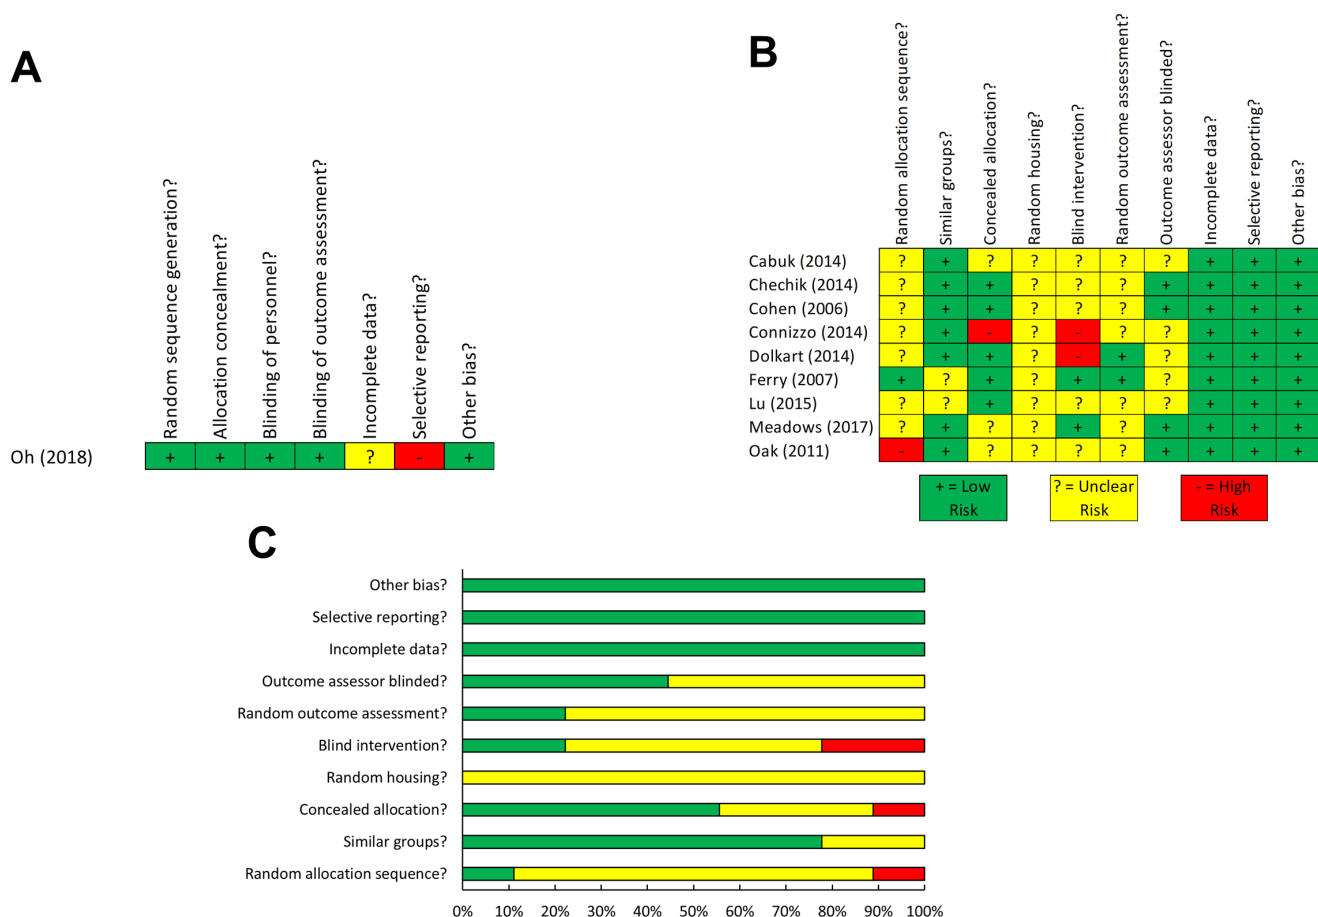 A
Random sequence generation?
Allocation concealment?
Blinding of personnel?
Blinding of outcome assessment?
Incomplete data?
Selective reporting?
Other bias?
Oh (2018) + + + + ? - +
B
Random allocation sequence?
Similar groups?
Concealed allocation?
Random housing?
Blind intervention?
Random outcome assessment?
Outcome assessor blinded?
Incomplete data?
Selective reporting?
Other bias?
Cabuk (2014) ? + ? ? ? ? ? + + +
Chechik (2014) ? + + ? ? ? + + + +
Cohen (2006) ? + + ? ? ? + + + +
Connizzo (2014) ? + - ? - ? ? + + +
Dolkart (2014) ? + + ? - + ? + + +
Ferry (2007) + ? + ? + + ? + + +
Lu (2015) ? ? + ? ? ? ? + + +
Meadows (2017) ? + ? ? + ? + + + +
Oak (2011) - + ? ? ? ? + + + +
+ = Low
Risk
? = Unclear
Risk
- = High
Risk
C
Other bias?
Selective reporting?
Incomplete data?
Outcome assessor blinded?
Random outcome assessment?
Blind intervention?
Random housing?
Concealed allocation?
Similar groups?
Random allocation sequence?
0% 10% 20% 30% 40% 50% 60% 70% 80% 90% 100%